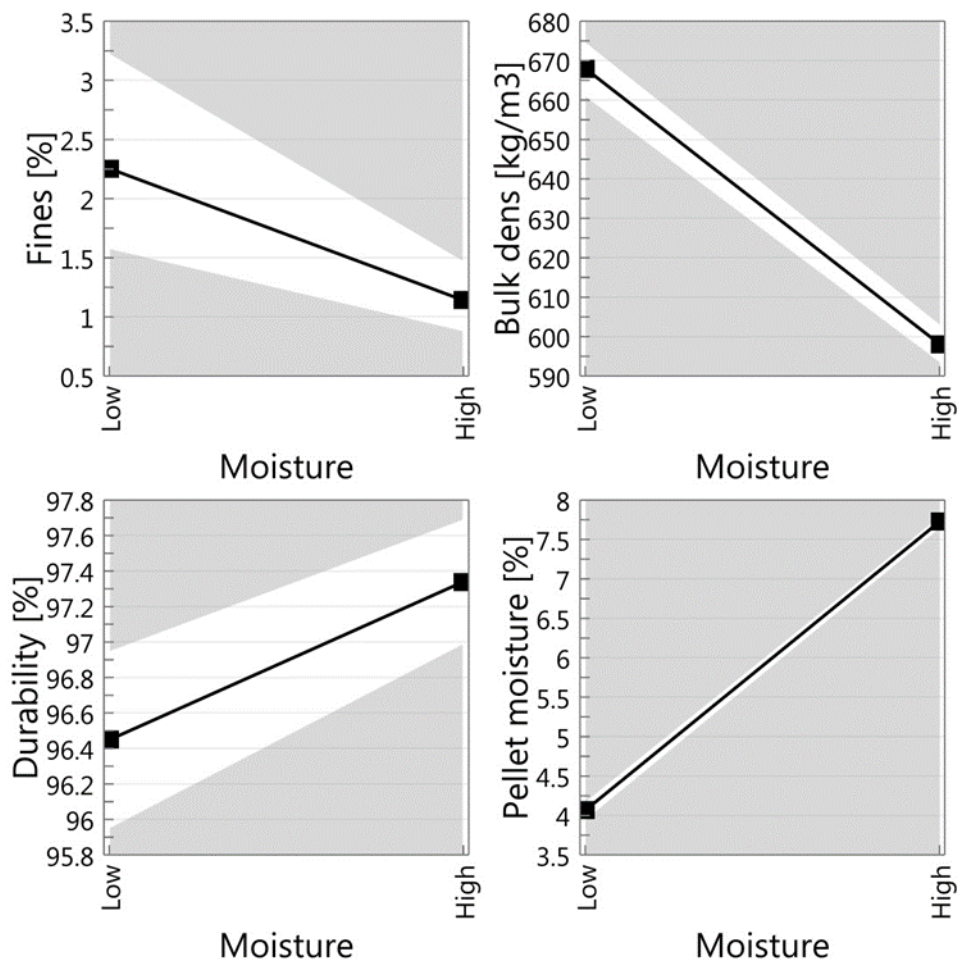 3.5
3
2.5
2
1.5
1
0.5
Fines [%]
Low
High
Moisture
680
670
660
650
640
630
620
610
600
590
Bulk dens [kg/m3]
Low
High
Moisture
97.8
97.6
97.4
97.2
97
96.8
96.6
96.4
96.2
96
95.8
Durability [%]
Low
High
Moisture
8
7.5
7
6.5
6
5.5
5
4.5
4
3.5
Pellet moisture [%]
Low
High
Moisture